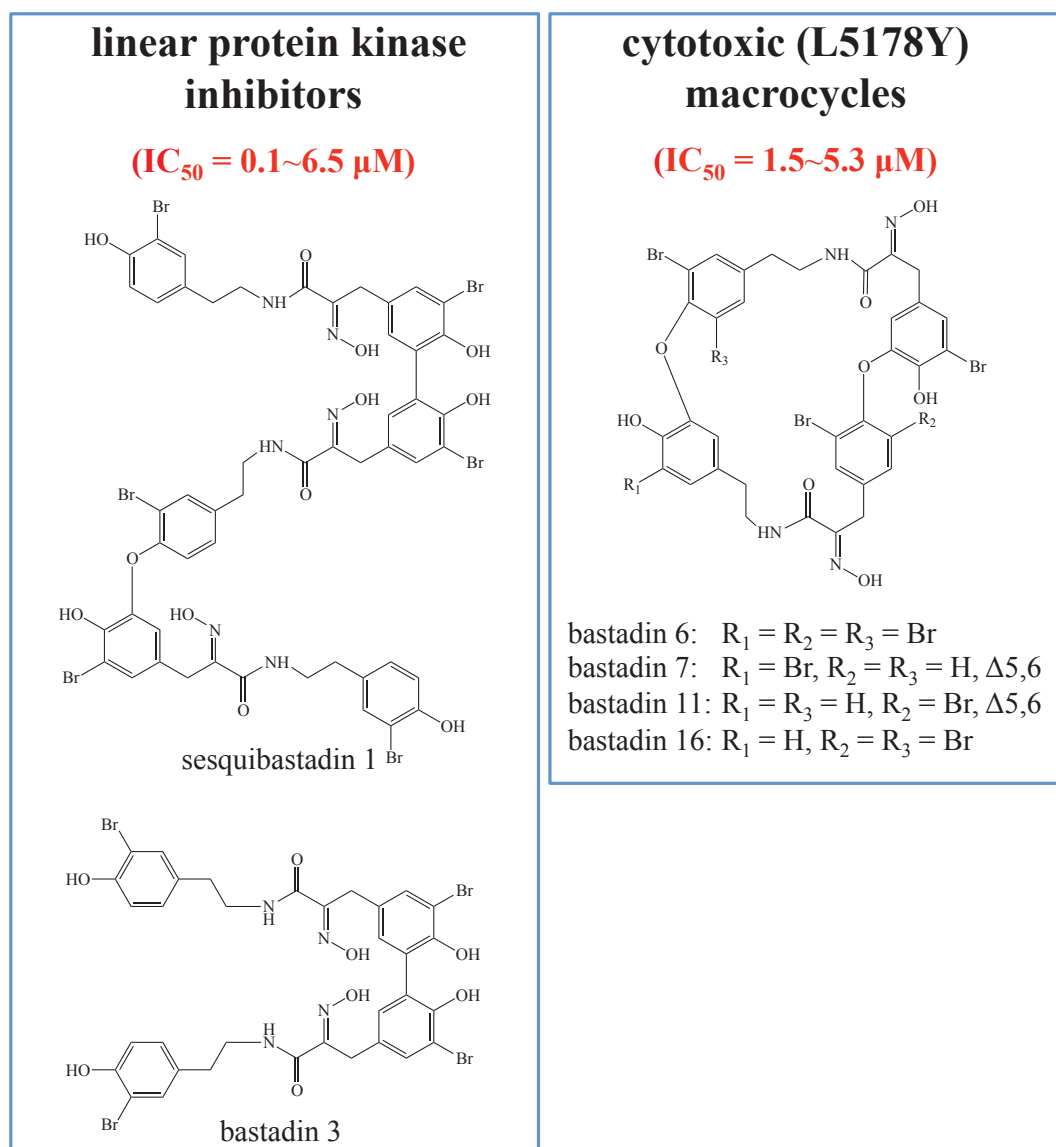 linear protein kinase
inhibitors
(IC50 = 0.1~6.5 μM)
Br
HO
O
NH
N
OH
Br
OH
OH
Br
N
OH
HN
O
Br
O
HO
Br
HO
N
O
H
N
OH
Br
sesquibastadin 1
Br
HO
O
N
H
N
OH
Br
OH
OH
Br
N
OH
H
N
O
HO
Br
bastadin 3
cytotoxic (L5178Y)
macrocycles
(IC50 = 1.5~5.3 μM)
OH
N
NH
O
Br
R3
O
Br
OH
O
HO
R1
Br
R2
O
HN
N
OH
bastadin 6: R1 = R2 = R3 = Br
bastadin 7: R1 = Br, R2 = R3 = H, Δ5,6
bastadin 11: R1 = R3 = H, R2 = Br, Δ5,6
bastadin 16: R1 = H, R2 = R3 = Br